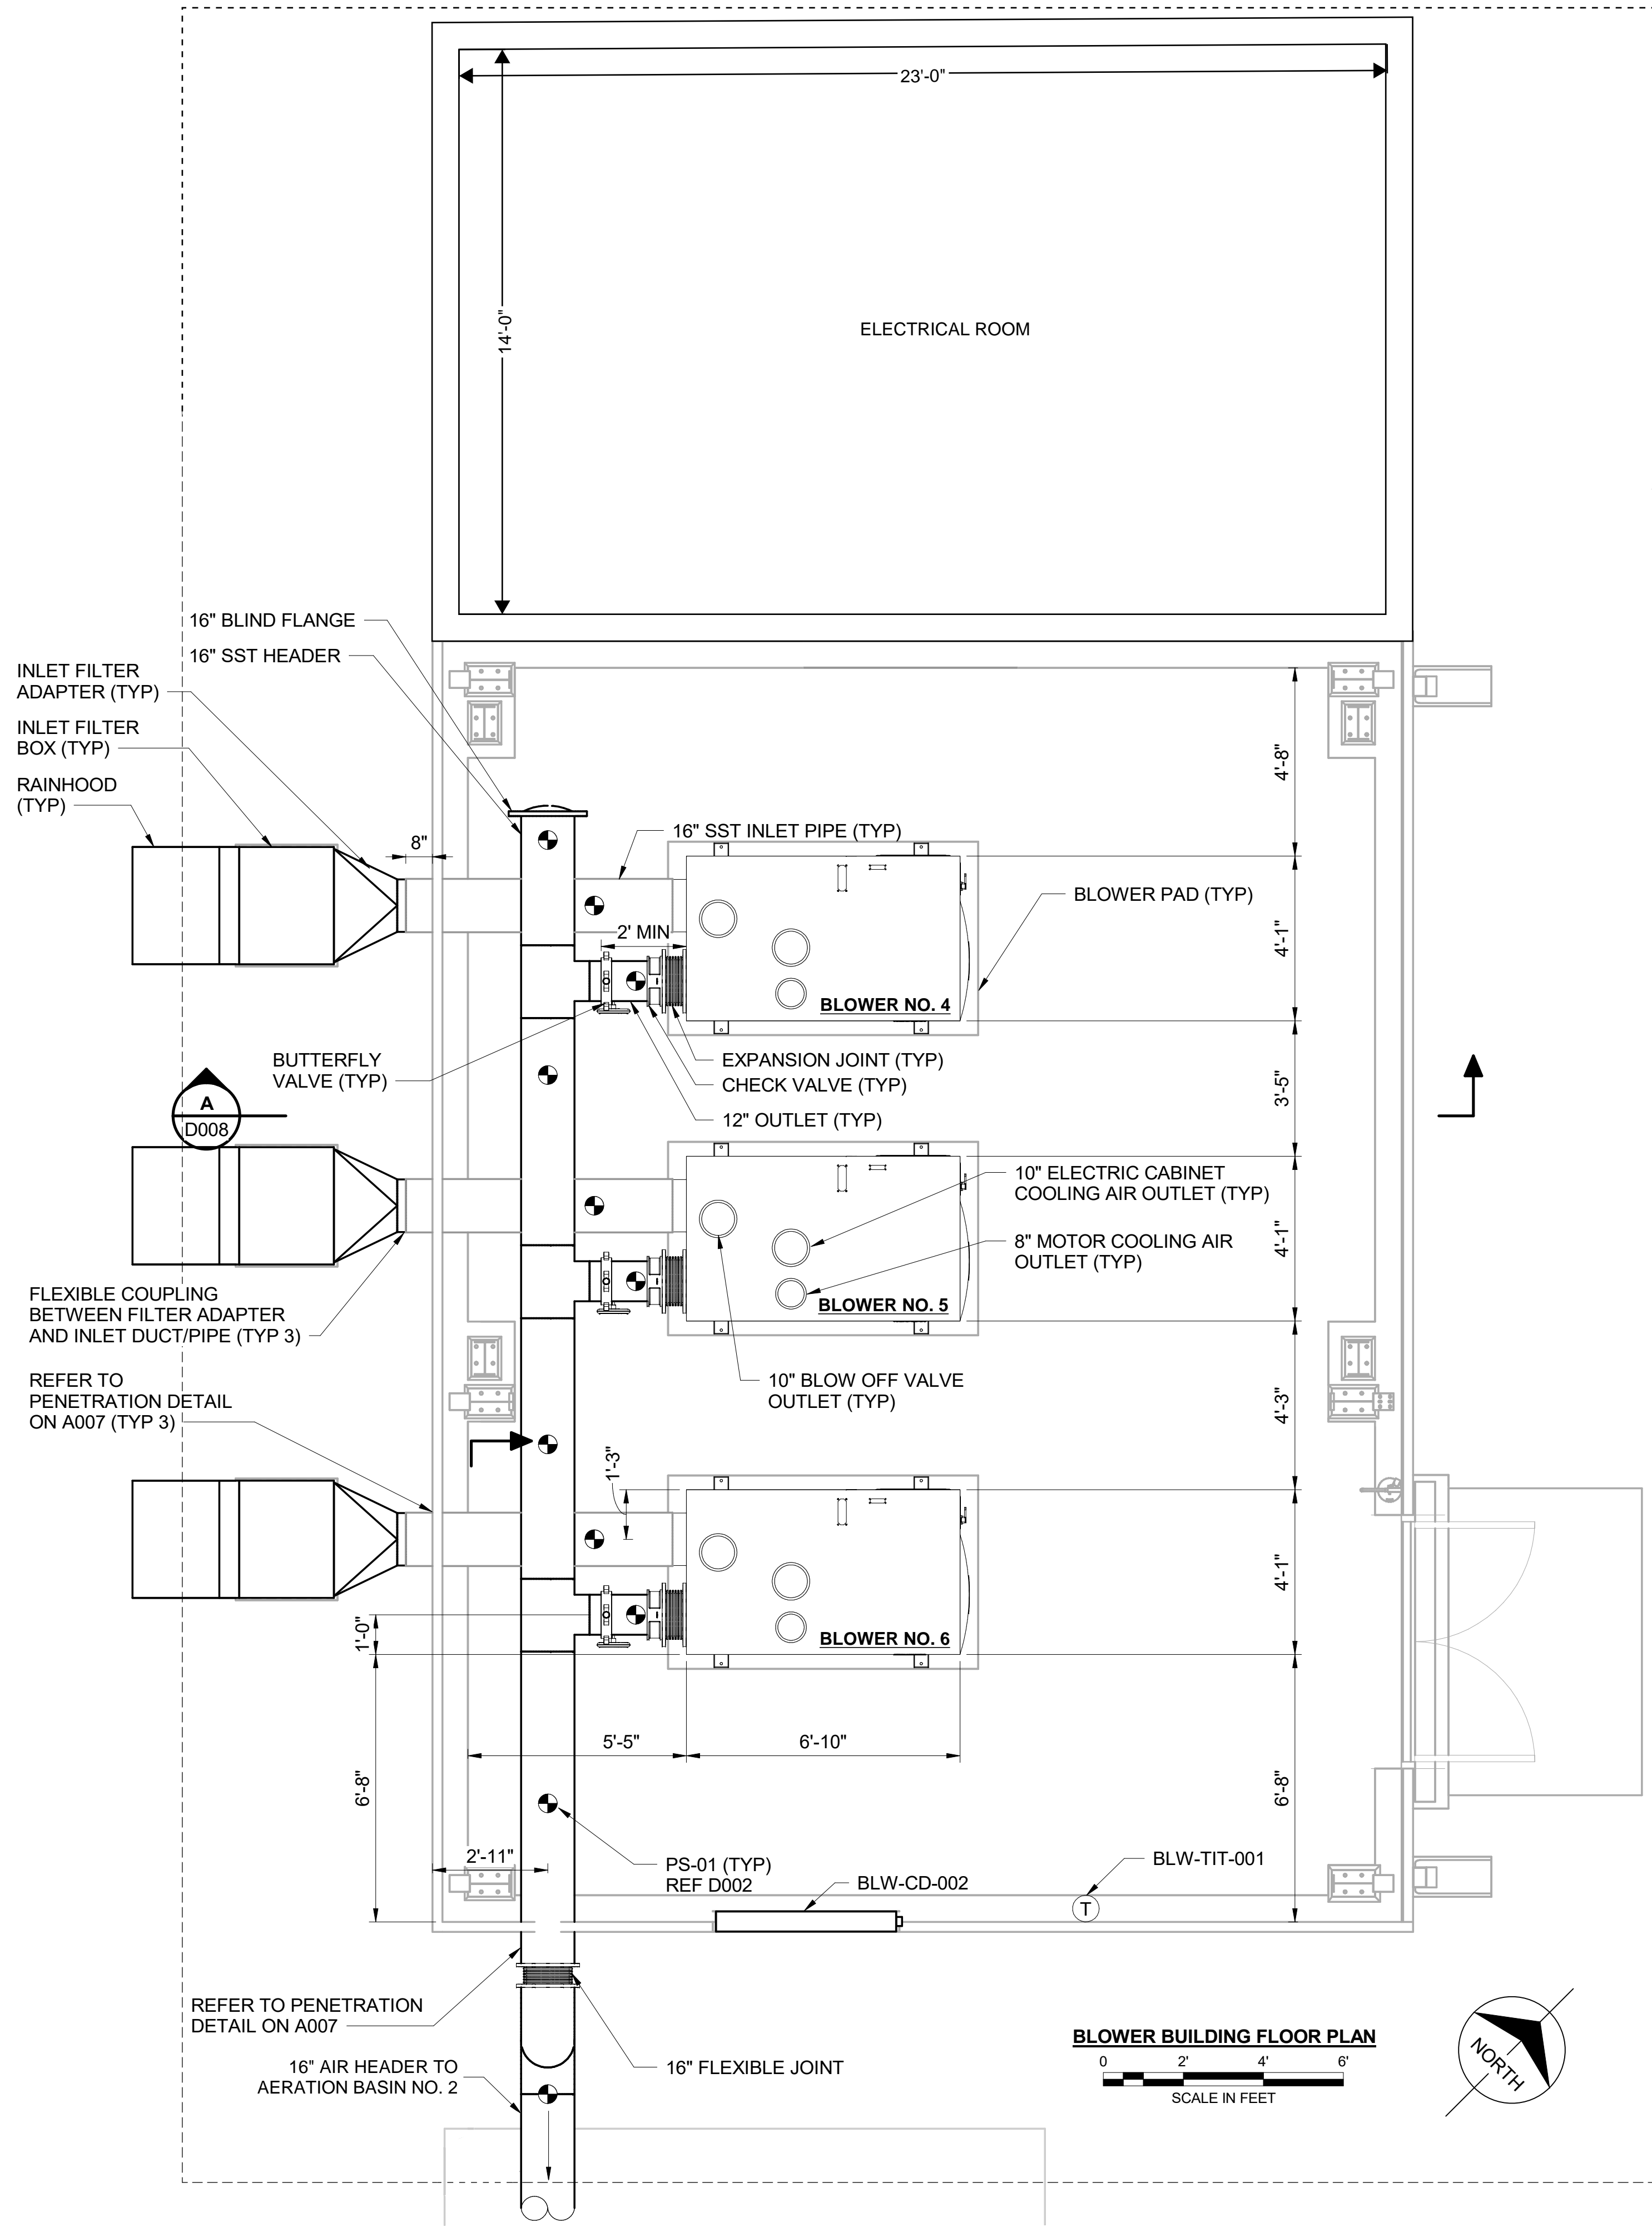 23'-0"
14'-0"
ELECTRICAL ROOM
16" BLIND FLANGE
16" SST HEADER
INLET FILTER
ADAPTER (TYP)
INLET FILTER
BOX (TYP)
RAINHOOD
(TYP)
8"
16" SST INLET PIPE (TYP)
4'-8"
BLOWER PAD (TYP)
2' MIN
4'-1"
BLOWER NO. 4
BUTTERFLY
VALVE (TYP)
EXPANSION JOINT (TYP)
CHECK VALVE (TYP)
12" OUTLET (TYP)
3'-5"
A
D008
10" ELECTRIC CABINET
COOLING AIR OUTLET (TYP)
8" MOTOR COOLING AIR
OUTLET (TYP)
4'-1"
BLOWER NO. 5
FLEXIBLE COUPLING
BETWEEN FILTER ADAPTER
AND INLET DUCT/PIPE (TYP 3)
REFER TO
PENETRATION DETAIL
ON A007 (TYP 3)
10" BLOW OFF VALVE
OUTLET (TYP)
4'-3"
1'-3"
4'-1"
BLOWER NO. 6
1'-0"
5'-5"
6'-10"
6'-8"
6'-8"
2'-11"
PS-01 (TYP)
REF D002
BLW-CD-002
BLW-TIT-001
T
REFER TO PENETRATION
DETAIL ON A007
16" AIR HEADER TO
AERATION BASIN NO. 2
16" FLEXIBLE JOINT
BLOWER BUILDING FLOOR PLAN
0 2' 4' 6'
SCALE IN FEET
NORTH